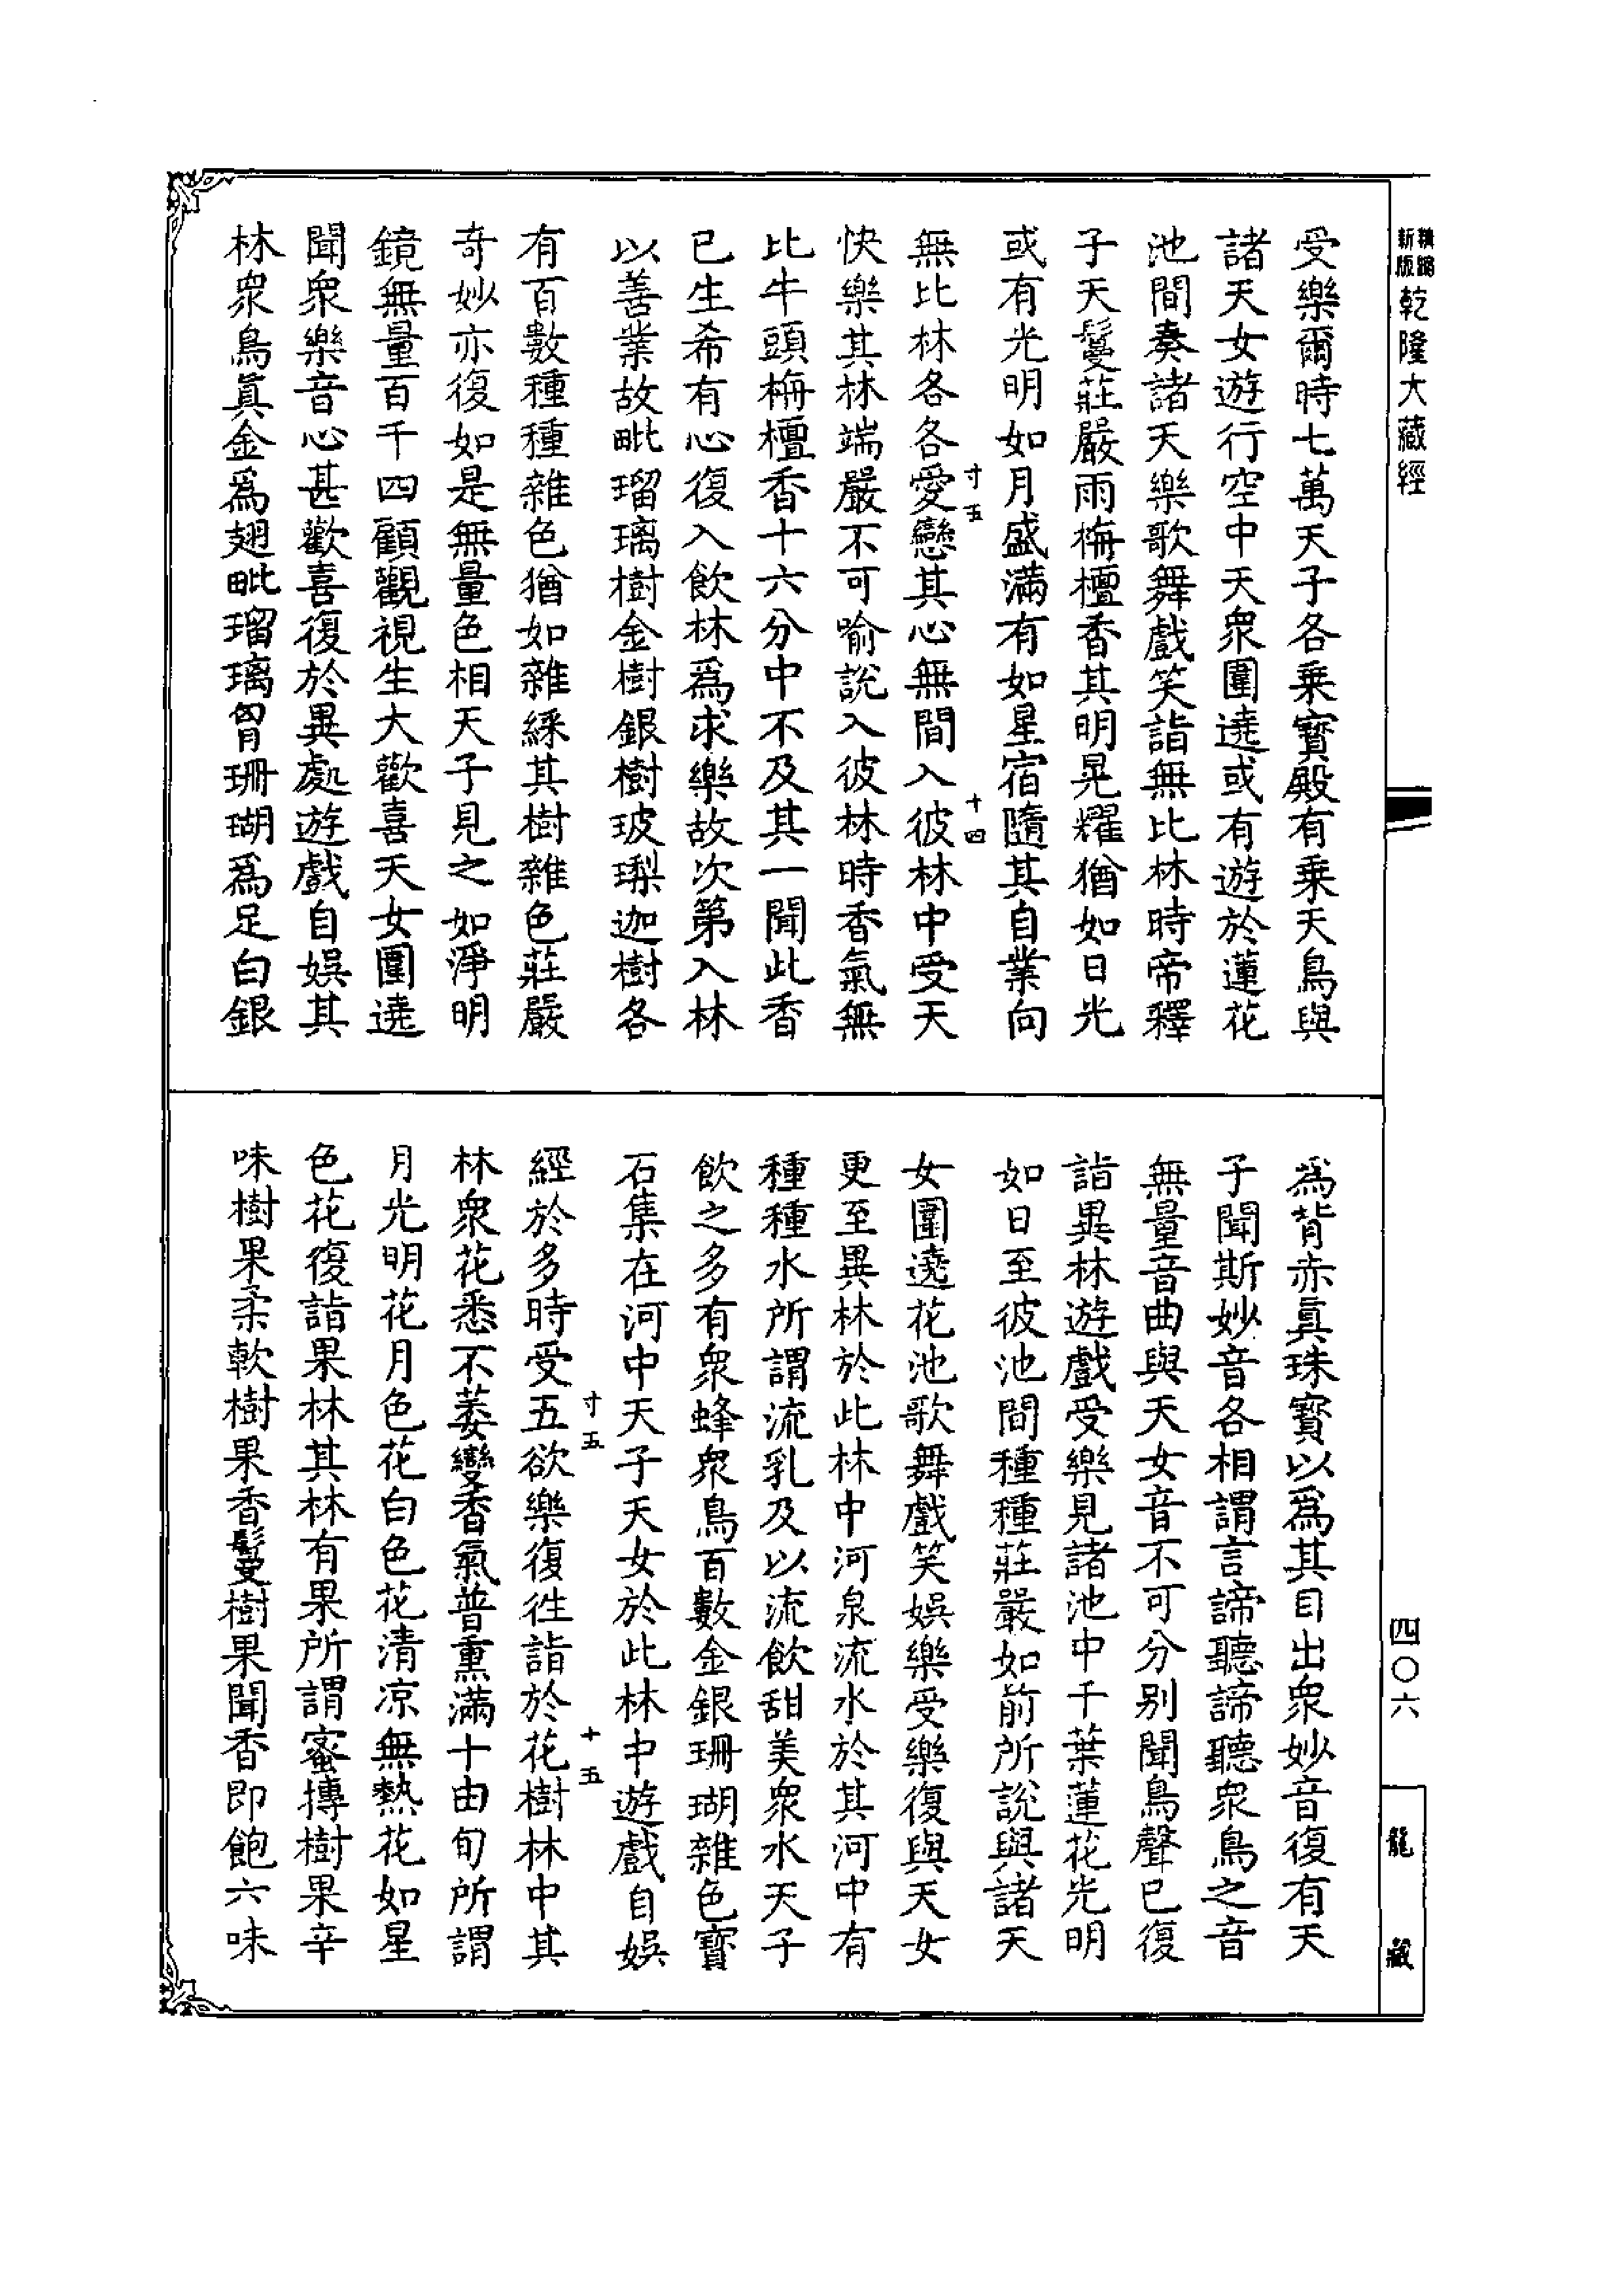 新版
精縮
乾隆大藏經
受樂爾時七萬天子各乗寳殿有乗天鳥與
諸天女遊行空中天衆圍遶或有遊於蓮花
池間奏諸天樂歌舞戲笑詣無比林時帝釋
子天鬘莊嚴雨栴檀香其明晃耀猶如日光
或有光明如月盛滿有如星宿隨其自業向
寸五
十四
無比林各各愛戀其心無間入彼林中受天
快樂其林端嚴不可喻說入彼林時香氣無
比牛頭栴檀香十六分中不及其一聞此香
已生希有心復入飲林爲求樂故次第入林
以善業故毗瑠璃樹金樹銀樹玻瓈迦樹各
有百數種種雜色猶如雜綵其樹雜色莊嚴
奇妙亦復如是無量色相天子見之如淨明
鏡無量百千四顧觀視生大歡喜天女圍遶
聞衆樂音心甚歡喜復於異處遊戲自娛其
林衆鳥眞金爲翅毗瑠璃胷珊瑚爲足白銀
爲背赤眞珠寳以爲其目出衆妙音復有天
子聞斯妙音各相謂言諦聽諦聽衆鳥之音
無量音曲與天女音不可分别聞鳥聲已復
詣異林遊戲受樂見諸池中千葉蓮花光明
如日至彼池間種種莊嚴如前所說與諸天
女圍遶花池歌舞戲笑娛樂受樂復與天女
更至異林於此林中河泉流水於其河中有
種種水所謂流乳及以流飲甜美衆水天子
飲之多有衆蜂衆鳥百數金銀珊瑚雜色寳
石集在河中天子天女於此林中遊戲自娛
寸五
十五
經於多時受五欲樂復徃詣於花樹林中其
林衆花悉不萎變香氣普熏滿十由旬所謂
月光明花月色花白色花清凉無熱花如星
色花復詣果林其林有果所謂蜜摶樹果辛
味樹果柔軟樹果香鬘樹果聞香即飽六味
四〇六
龍藏